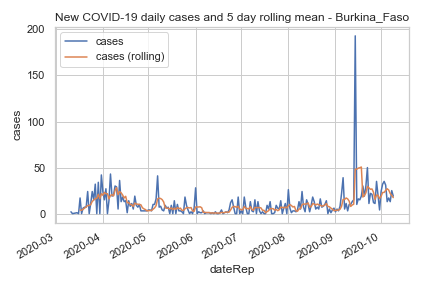 New COVID-19 daily cases and 5 day rolling mean - Burkina_Faso
cases
cases (rolling)
200
150
100
50
0
cases
2020-03
2020-04
2020-05
2020-06
2020-07
2020-08
2020-09
2020-10
dateRep